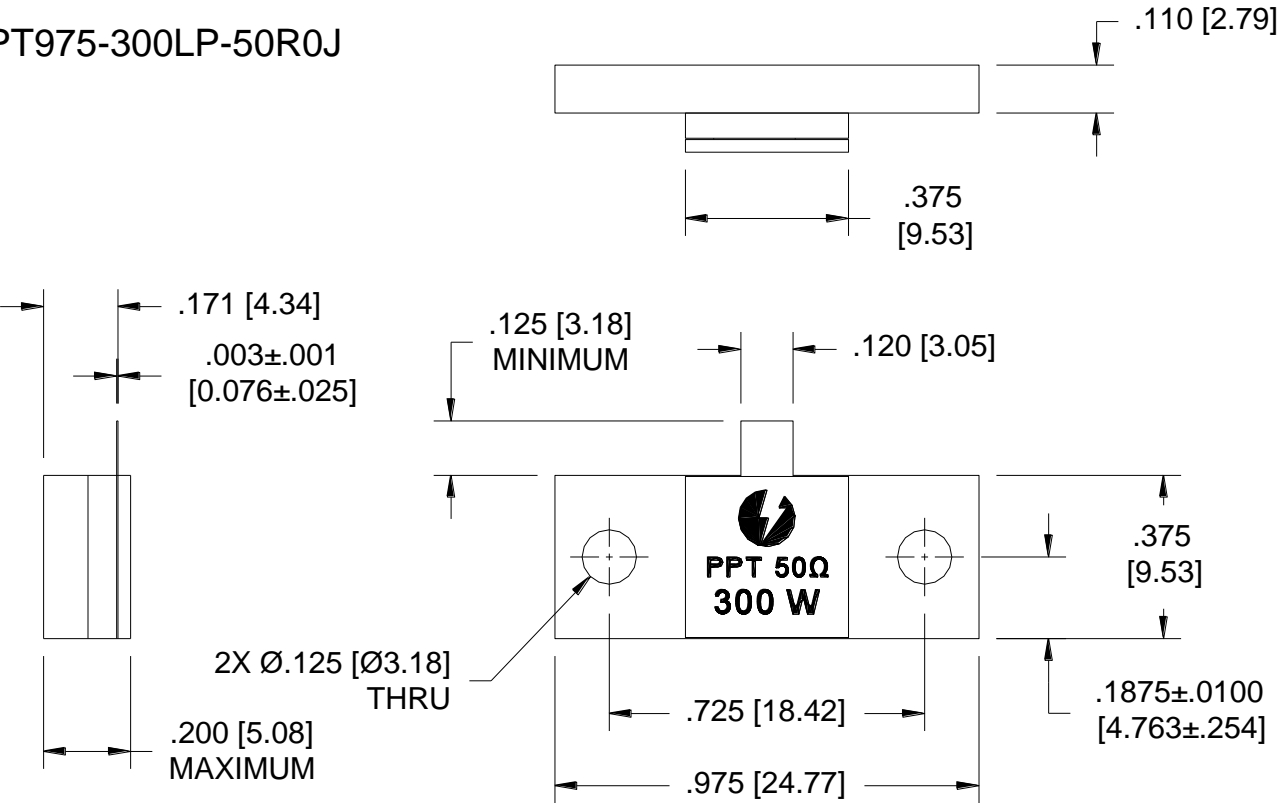 PT975-300LP-50R0J
.110 [2.79]
.375
[9.53]
.171 [4.34]
.003±.001
[0.076±.025]
.125 [3.18]
MINIMUM
.120 [3.05]
PPT 50Ω
300 W
.375
[9.53]
2X Ø.125 [Ø3.18]
THRU
.725 [18.42]
.1875±.0100
[4.763±.254]
.200 [5.08]
MAXIMUM
.975 [24.77]